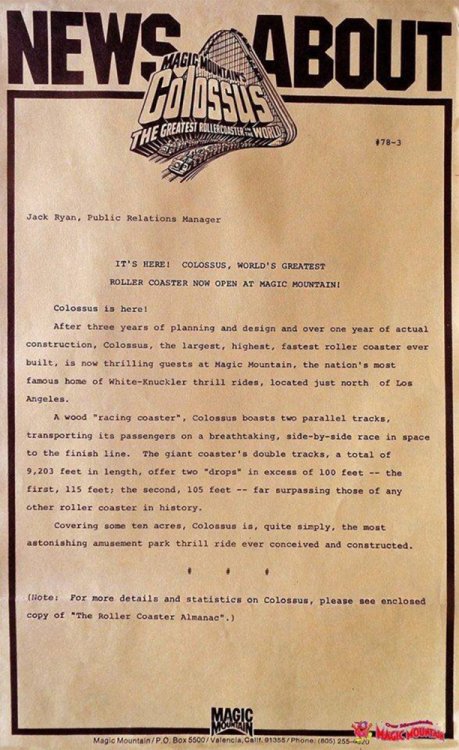 NEWS ABOUT
MAGIC MOUNTAIN'S
COLOSSUS
THE GREATEST ROLLERCOASTER IN THE WORLD
#78-3
Jack Ryan, Public Relations Manager
IT'S HERE! COLOSSUS, WORLD'S GREATEST
ROLLER COASTER NOW OPEN AT MAGIC MOUNTAIN!
Colossus is here!
After three years of planning and design and over one year of actual
construction, Colossus, the largest, highest, fastest roller coaster ever
built, is now thrilling guests at Magic Mountain, the nation's most
famous home of White-Knuckler thrill rides, located just north of Los
Angeles.
A wood "racing coaster", Colossus boasts two parallel tracks,
transporting its passengers on a breathtaking, side-by-side race in space
to the finish line. The giant coaster's double tracks, a total of
9,203 feet in length, offer two "drops" in excess of 100 feet -- the
first, 115 feet; the second, 105 feet -- far surpassing those of any
other roller coaster in history.
Covering some ten acres, Colossus is, quite simply, the most
astonishing amusement park thrill ride ever conceived and constructed.
# # #
(Note: For more details and statistics on Colossus, please see enclosed
copy of "The Roller Coaster Almanac".)
MAGIC
MOUNTAIN
Magic Mountain/P.O. Box 5500/Valencia, Calif. 91355/Phone: (805) 255-
MAGIC MOUNTAIN